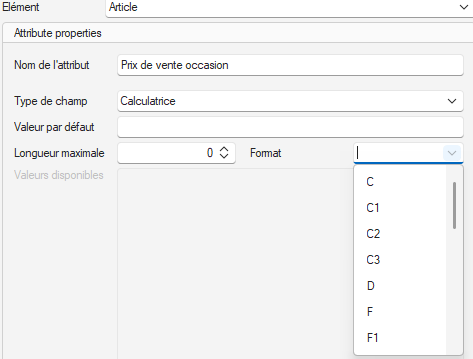 Elément Article
Attribute properties
Nom de l'attribut Prix de vente occasion
Type de champ Calculatrice
Valeur par défaut
Longueur maximale 0 Format
Valeurs disponibles
C
C1
C2
C3
D
F
F1